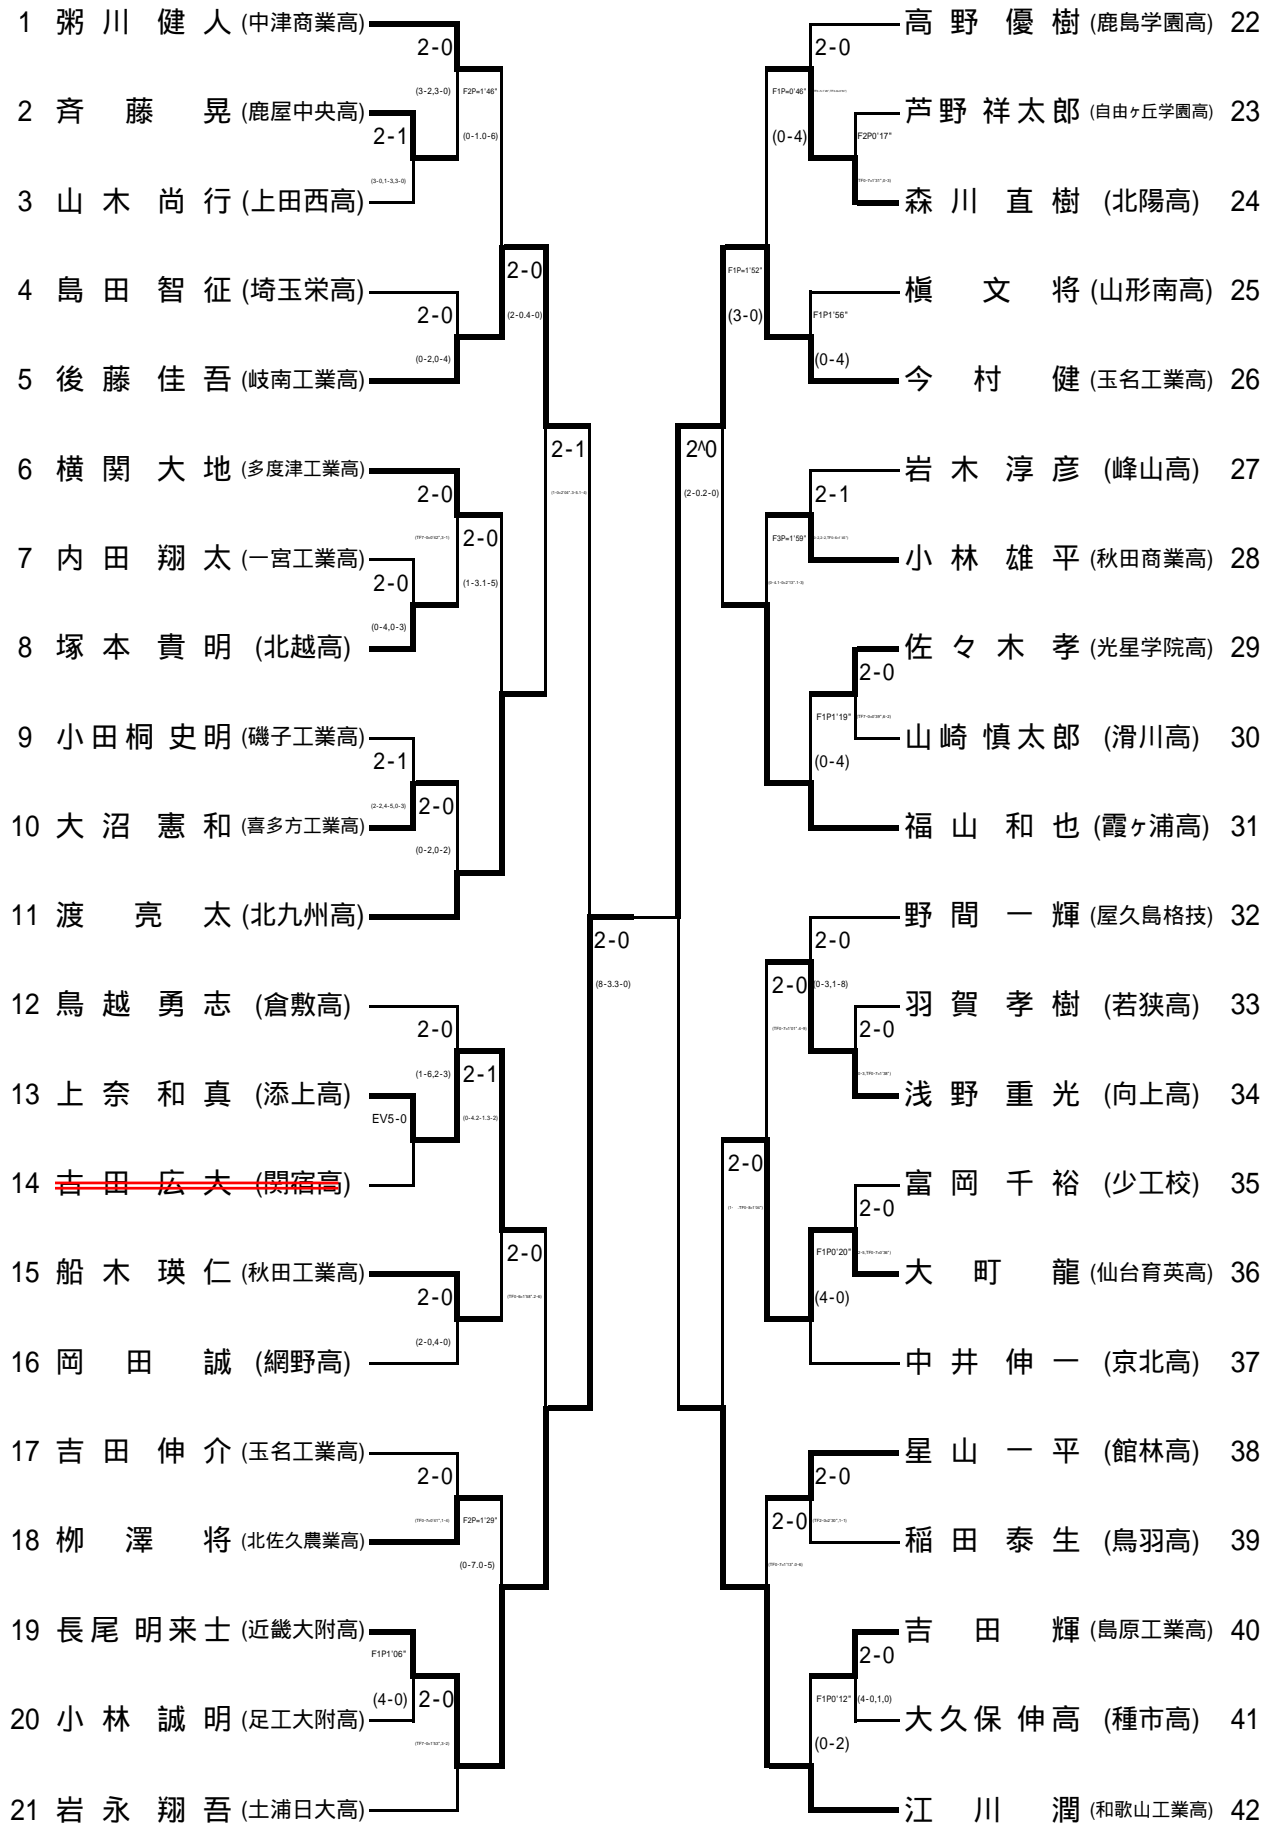 1 粥川健人 (中津商業高)
2-0
(3-2,3-0)
F2P=1'46"
(0-1.0-6)
2 斉藤晃 (鹿屋中央高)
2-1
(3-0,1-3,3-0)
3 山木尚行 (上田西高)
2-0
(2-0.4-0)
4 島田智征 (埼玉栄高)
2-0
(0-2,0-4)
5 後藤佳吾 (岐南工業高)
2-1
6 横関大地 (多度津工業高)
2-0
2-0
(1-3.1-5)
7 内田翔太 (一宮工業高)
2-0
(0-4,0-3)
8 塚本貴明 (北越高)
9 小田桐史明 (磯子工業高)
2-1
(2-2,4-5,0-3)
2-0
(0-2,0-2)
10 大沼憲和 (喜多方工業高)
11 渡亮太 (北九州高)
2-0
(8-3.3-0)
12 鳥越勇志 (倉敷高)
2-0
(1-6,2-3)
2-1
(0-4.2-1.3-2)
13 上奈和真 (添上高)
EV5-0
14 吉田広大 (関宿高)
2-0
15 船木瑛仁 (秋田工業高)
2-0
(2-0,4-0)
16 岡田誠 (網野高)
17 吉田伸介 (玉名工業高)
2-0
F2P=1'29"
(0-7.0-5)
18 栁澤将 (北佐久農業高)
19 長尾明来士 (近畿大附高)
F1P1'06"
(4-0)
2-0
20 小林誠明 (足工大附高)
21 岩永翔吾 (土浦日大高)
高野優樹 (鹿島学園高) 22
2-0
F1P=0'46"
(0-4)
芦野祥太郎 (自由ヶ丘学園高) 23
F2P0'17"
森川直樹 (北陽高) 24
F1P=1'52"
(3-0)
槇文将 (山形南高) 25
F1P1'56"
(0-4)
今村健 (玉名工業高) 26
2^0
(2-0.2-0)
岩木淳彦 (峰山高) 27
2-1
F3P=1'59"
小林雄平 (秋田商業高) 28
佐々木孝 (光星学院高) 29
2-0
F1P1'19"
(0-4)
山崎慎太郎 (滑川高) 30
福山和也 (霞ヶ浦高) 31
野間一輝 (屋久島格技) 32
2-0
(0-3,1-8)
2-0
羽賀孝樹 (若狭高) 33
2-0
浅野重光 (向上高) 34
2-0
富岡千裕 (少工校) 35
2-0
F1P0'20"
(4-0)
大町龍 (仙台育英高) 36
中井伸一 (京北高) 37
星山一平 (館林高) 38
2-0
2-0
稲田泰生 (鳥羽高) 39
吉田輝 (島原工業高) 40
2-0
(4-0,1,0)
F1P0'12"
(0-2)
大久保伸高 (種市高) 41
江川潤 (和歌山工業高) 42